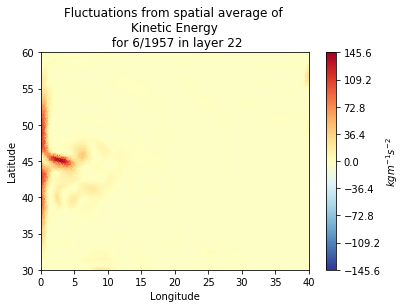 Fluctuations from spatial average of
Kinetic Energy
for 6/1957 in layer 22
60
55
50
45
40
35
30
Latitude
0 5 10 15 20 25 30 35 40
Longitude
145.6
109.2
72.8
36.4
0.0
−36.4
−72.8
−109.2
−145.6
kgm⁻¹s⁻²